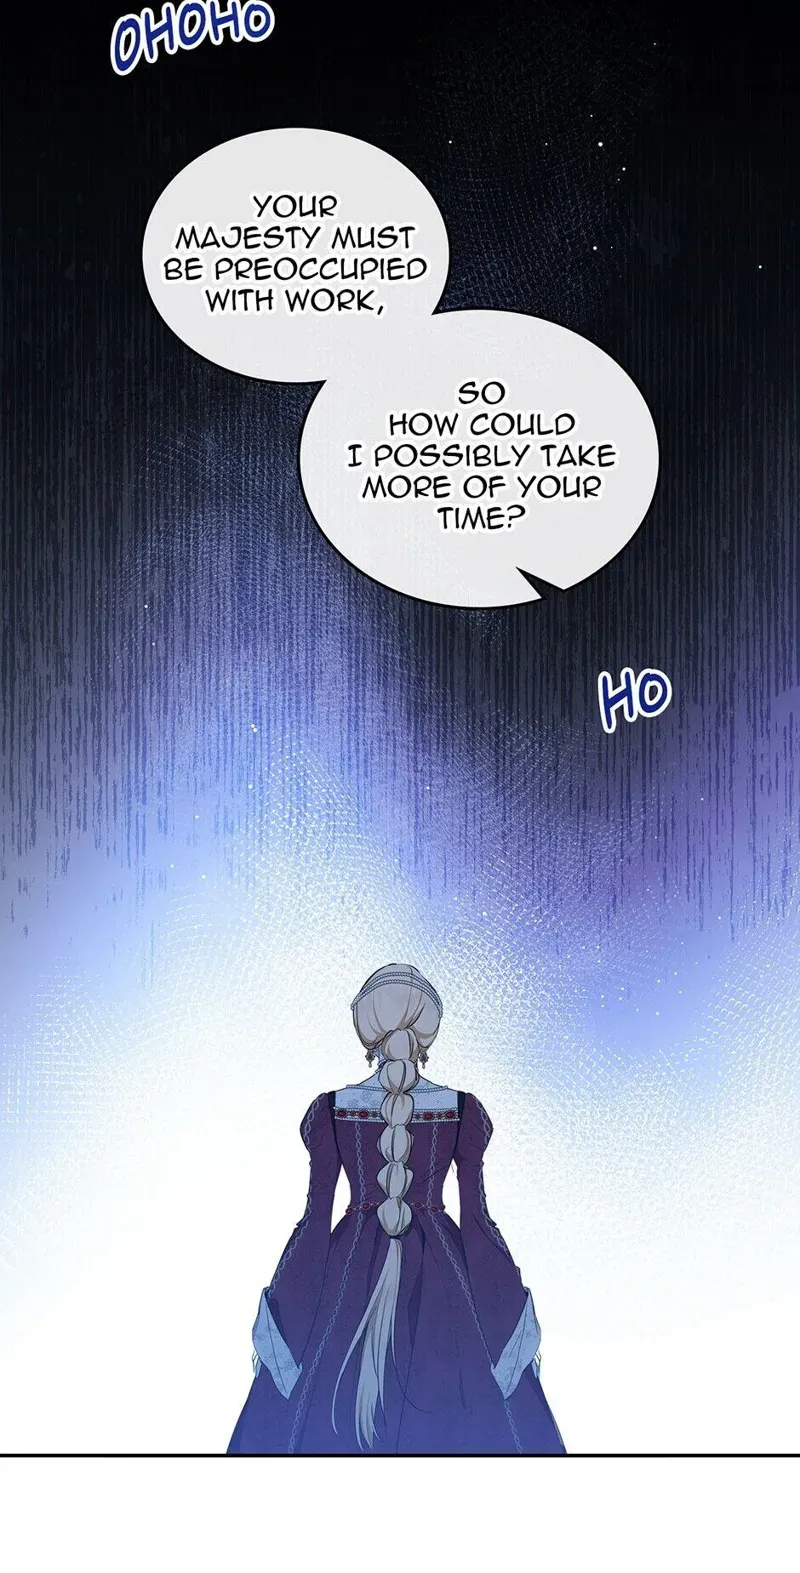 OHOHO
YOUR
MAJESTY MUST
BE PREOCCUPIED
WITH WORK,
SO
HOW COULD
I POSSIBLY TAKE
MORE OF YOUR
TIME?
HO